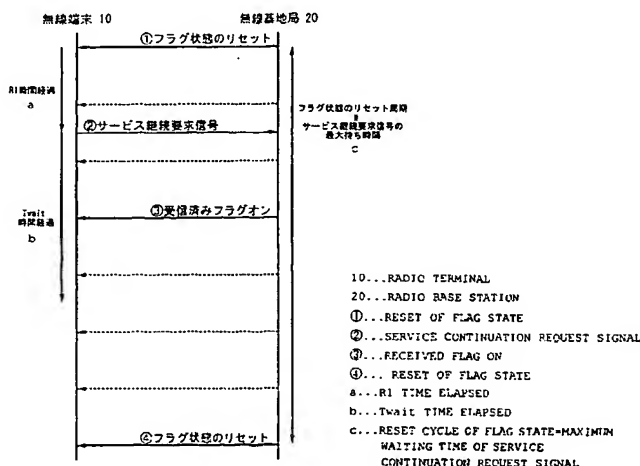 無線端末 10
無線基地局 20
①フラグ状態のリセット
R1時間経過
a
②サービス継続要求信号
フラグ状態のリセット周期
=
サービス継続要求信号の
最大待ち時間
c
③受信済みフラグオン
Twait
時間経過
b
④フラグ状態のリセット
10...RADIO TERMINAL
20...RADIO BASE STATION
①...RESET OF FLAG STATE
②...SERVICE CONTINUATION REQUEST SIGNAL
③...RECEIVED FLAG ON
④... RESET OF FLAG STATE
a...R1 TIME ELAPSED
b...Twait TIME ELAPSED
c...RESET CYCLE OF FLAG STATE=MAXIMUM
WAITING TIME OF SERVICE
CONTINUATION REQUEST SIGNAL